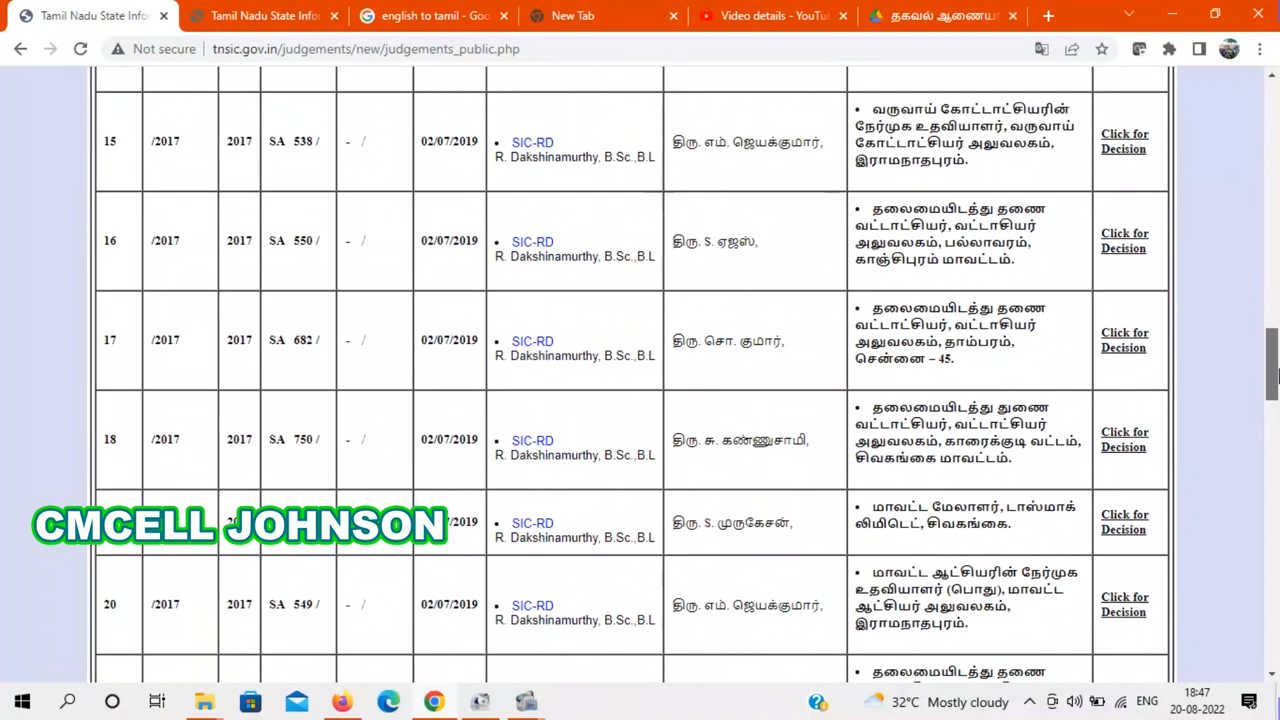 Tamil Nadu State Infor
Tamil Nadu State Infor
english to tamil - Goo
New Tab
Video details - YouTu
தகவல் ஆணைய
Not secure
tnsic.gov.in/judgements/new/judgements_public.php
15 /2017 2017 SA 538 / - / 02/07/2019
SIC-RD
R. Dakshinamurthy, B.Sc.,B.L
திரு. எம். ஜெயக்குமார்,
• வருவாய் கோட்டாட்சியரின்
நேர்முக உதவியாளர், வருவாய்
கோட்டாட்சியர் அலுவலகம்,
இராமநாதபுரம்.
Click for
Decision
16 /2017 2017 SA 550 / - / 02/07/2019
SIC-RD
R. Dakshinamurthy, B.Sc.,B.L
திரு. S. ஏஜஸ்,
• தலைமையிடத்து தணை
வட்டாட்சியர், வட்டாசியர்
அலுவலகம், பல்லாவரம்,
காஞ்சிபுரம் மாவட்டம்.
Click for
Decision
17 /2017 2017 SA 682 / - / 02/07/2019
SIC-RD
R. Dakshinamurthy, B.Sc.,B.L
திரு. சொ. குமார்,
• தலைமையிடத்து தணை
வட்டாட்சியர், வட்டாசியர்
அலுவலகம், தாம்பரம்,
சென்னை – 45.
Click for
Decision
18 /2017 2017 SA 750 / - / 02/07/2019
SIC-RD
R. Dakshinamurthy, B.Sc.,B.L
திரு. சு. கண்ணுசாமி,
• தலைமையிடத்து துணை
வட்டாட்சியர், வட்டாட்சியர்
அலுவலகம், காரைக்குடி வட்டம்,
சிவகங்கை மாவட்டம்.
Click for
Decision
CMCELL JOHNSON
7/2019
SIC-RD
R. Dakshinamurthy, B.Sc.,B.L
திரு. S. முருகேசன்,
• மாவட்ட மேலாளர், டாஸ்மாக்
லிமிடெட், சிவகங்கை.
Click for
Decision
20 /2017 2017 SA 549 / - / 02/07/2019
SIC-RD
R. Dakshinamurthy, B.Sc.,B.L
திரு. எம். ஜெயக்குமார்,
• மாவட்ட ஆட்சியரின் நேர்முக
உதவியாளர் (பொது), மாவட்ட
ஆட்சியர் அலுவலகம்,
இராமநாதபுரம்.
Click for
Decision
• தலைமையிடத்து தணை
32°C Mostly cloudy
ENG
18:47
20-08-2022